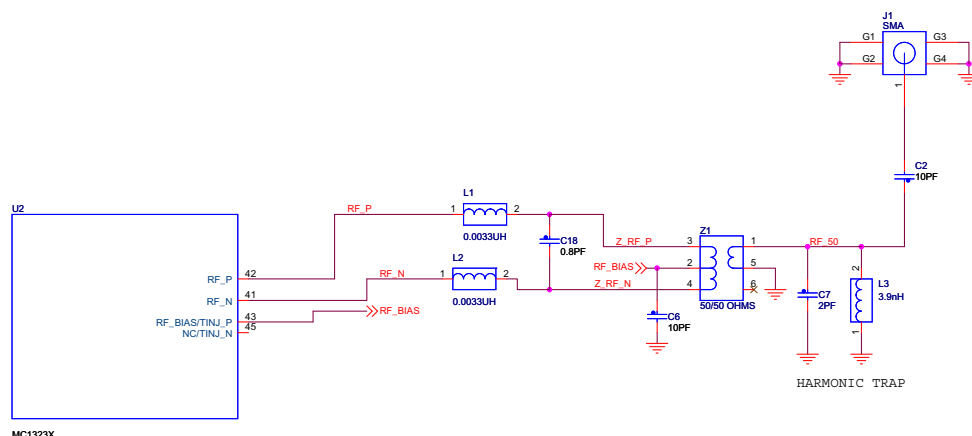 J1
SMA
G1
G3
G2
G4
1
C2
10PF
U2
L1
RF_P
1
2
0.0033UH
Z1
C18
0.8PF
Z_RF_P
3
1
RF_50
L2
RF_BIAS
2
5
RF_P
42
RF_N
1
2
0.0033UH
Z_RF_N
4
6
2
L3
3.9nH
1
RF_N
41
C7
2PF
50/50 OHMS
RF_BIAS/TINJ_P
43
RF_BIAS
C6
10PF
NC/TINJ_N
45
HARMONIC TRAP
MC1323X